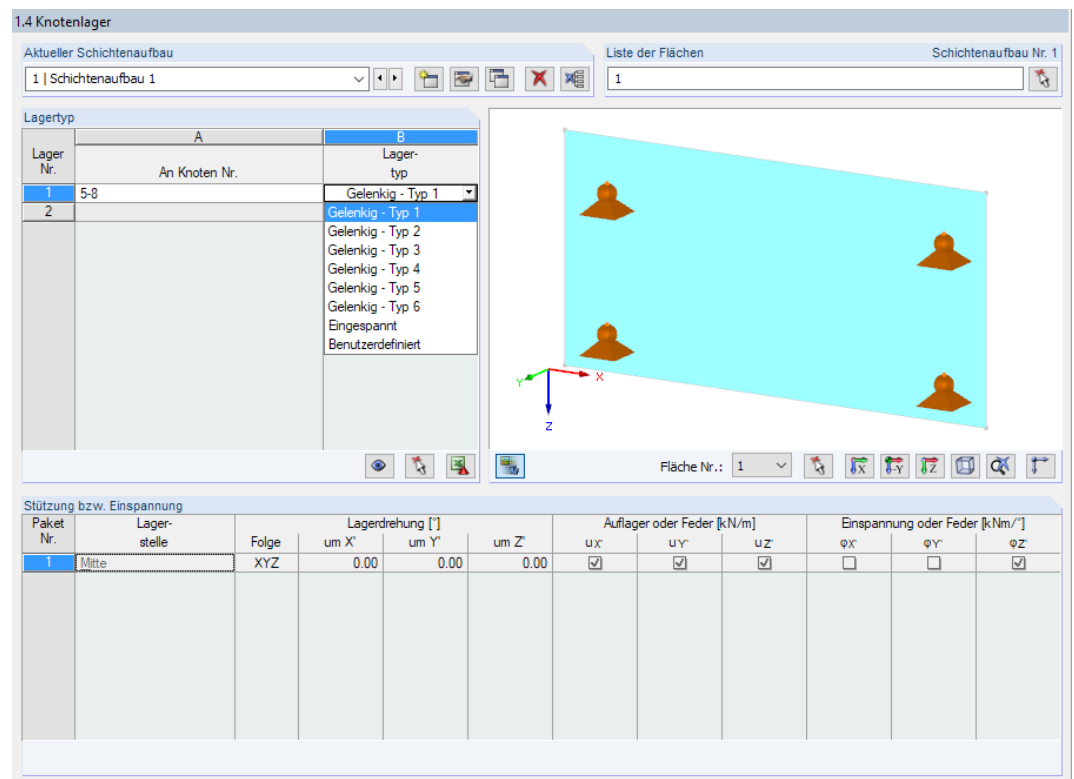 1.4 Knotenlager
Aktueller Schichtenaufbau
Liste der Flächen Schichtenaufbau Nr. 1
1 | Schichtenaufbau 1
1
Lagertyp
A B
Lager Nr.
An Knoten Nr.
Lager-
typ
1 5-8 Gelenkig - Typ 1
2 Gelenkig - Typ 1
Gelenkig - Typ 2
Gelenkig - Typ 3
Gelenkig - Typ 4
Gelenkig - Typ 5
Gelenkig - Typ 6
Eingespannt
Benutzerdefiniert
Y X
Z
Fläche Nr.: 1
X -Y Z
Stützung bzw. Einspannung
Paket Lager- Lagerdrehung [°] Auflager oder Feder [kN/m] Einspannung oder Feder [kNm/°]
Nr. stelle Folge um X' um Y' um Z' uX' uY' uZ' φX' φY' φZ'
1 Mitte XYZ 0.00 0.00 0.00